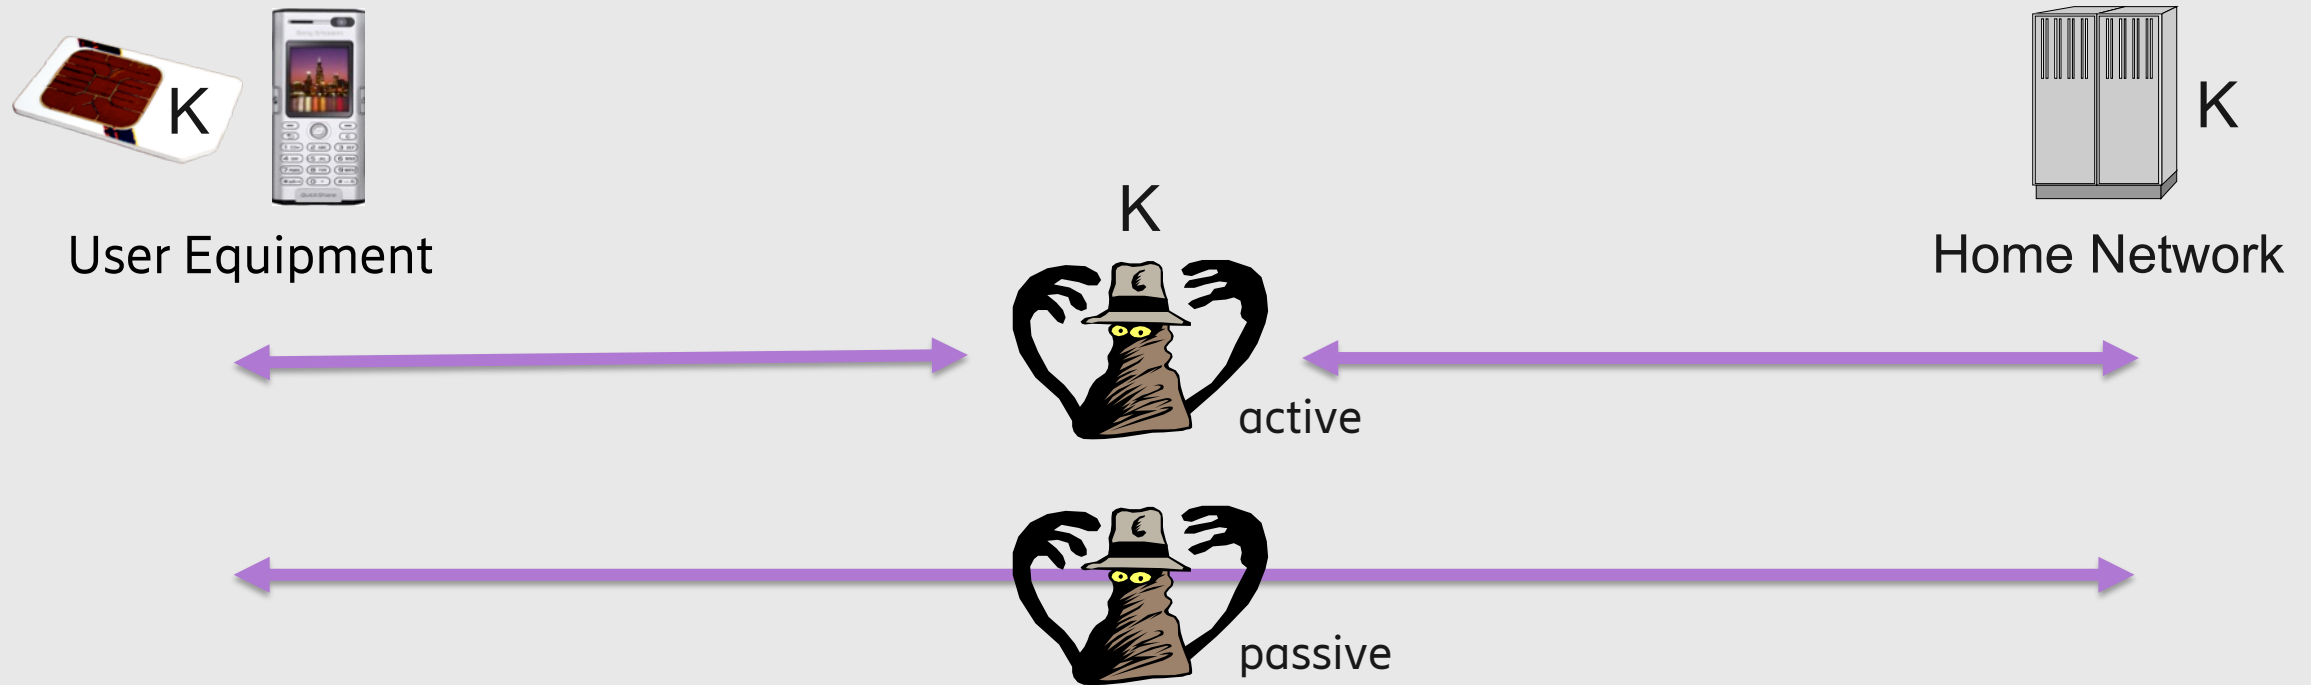 K
K
K
User Equipment
Home Network
active
passive